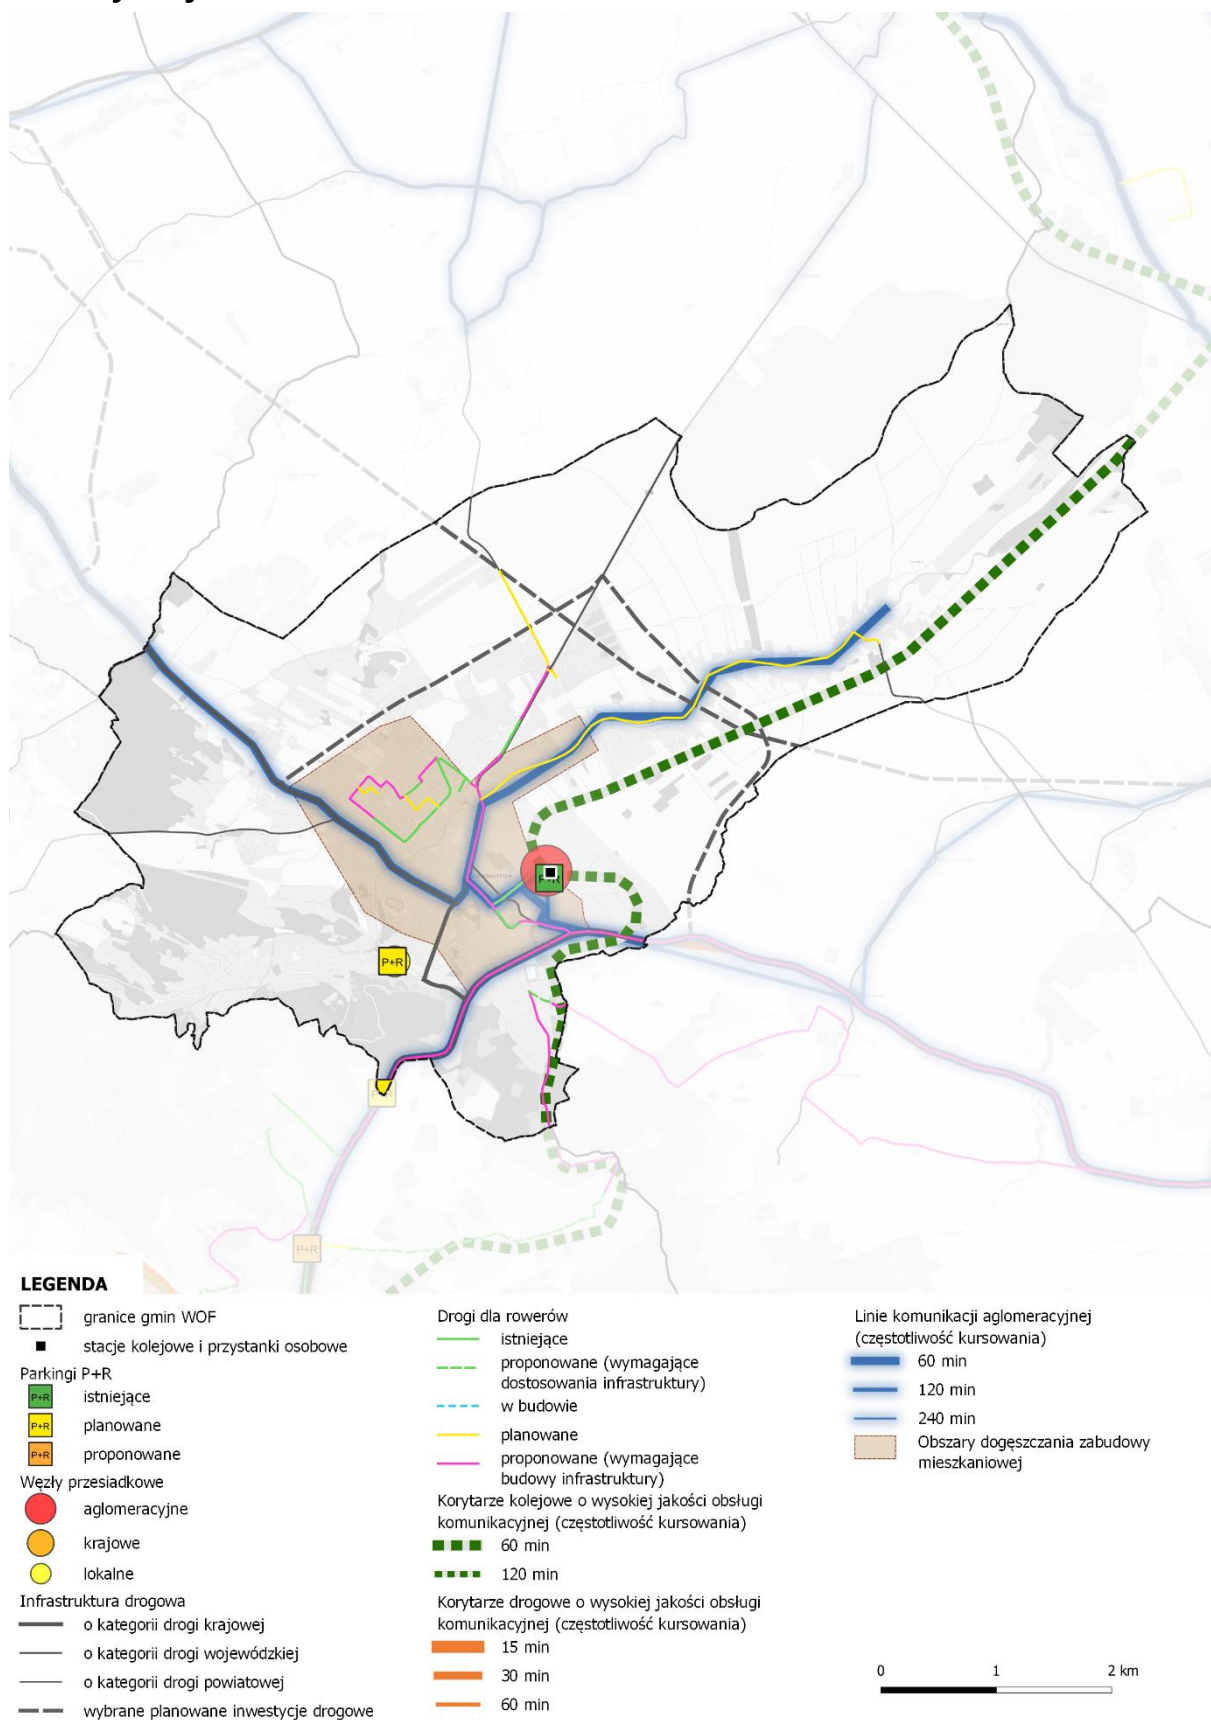 P+R
P+R
P+R
P+R
LEGENDA
granice gmin WOF
stacje kolejowe i przystanki osobowe
Parkingi P+R
P+R istniejące
P+R planowane
P+R proponowane
Węzły przesiadkowe
aglomeracyjne
krajowe
lokalne
Infrastruktura drogowa
o kategorii drogi krajowej
o kategorii drogi wojewódzkiej
o kategorii drogi powiatowej
wybrane planowane inwestycje drogowe
Drogi dla rowerów
istniejące
proponowane (wymagające
dostosowania infrastruktury)
w budowie
planowane
proponowane (wymagające
budowy infrastruktury)
Korytarze kolejowe o wysokiej jakości obsługi
komunikacyjnej (częstotliwość kursowania)
60 min
120 min
Korytarze drogowe o wysokiej jakości obsługi
komunikacyjnej (częstotliwość kursowania)
15 min
30 min
60 min
Linie komunikacji aglomeracyjnej
(częstotliwość kursowania)
60 min
120 min
240 min
Obszary dogęszczania zabudowy
mieszkaniowej
0 1 2 km